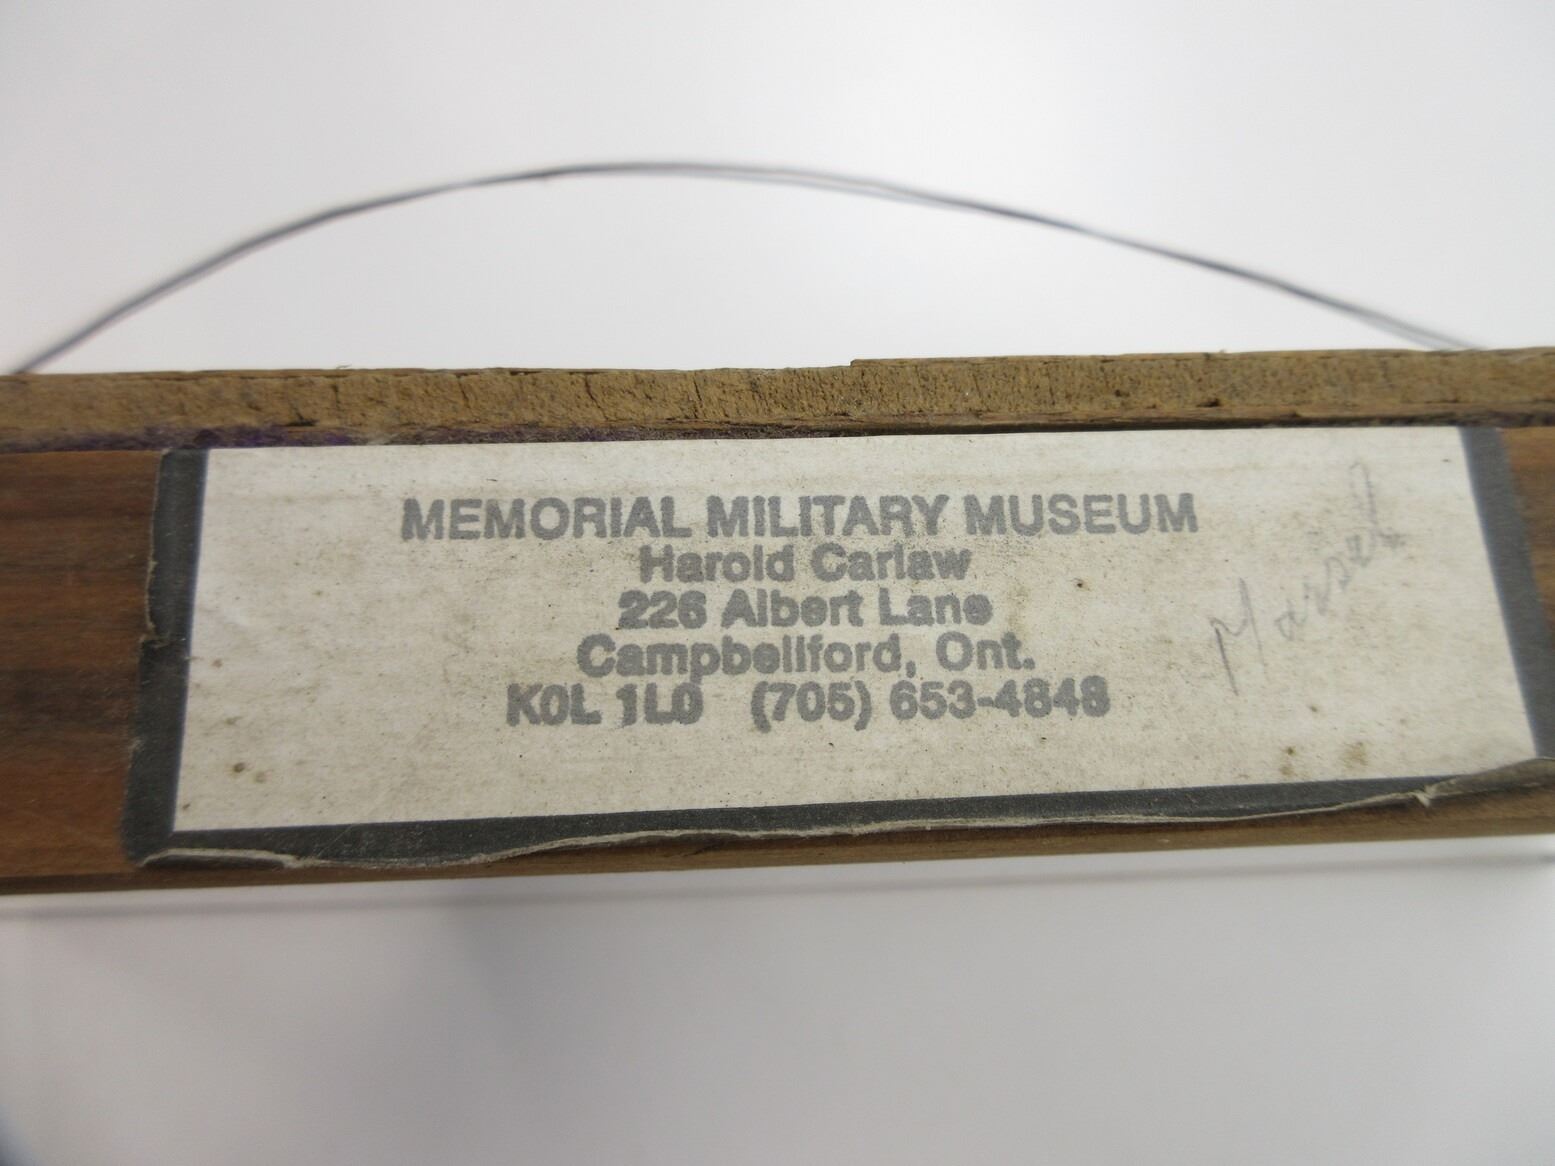 MEMORIAL MILITARY MUSEUM
Harold Carlaw
226 Albert Lane
Campbellford, Ont.
K0L 1L0 (705) 653-4848